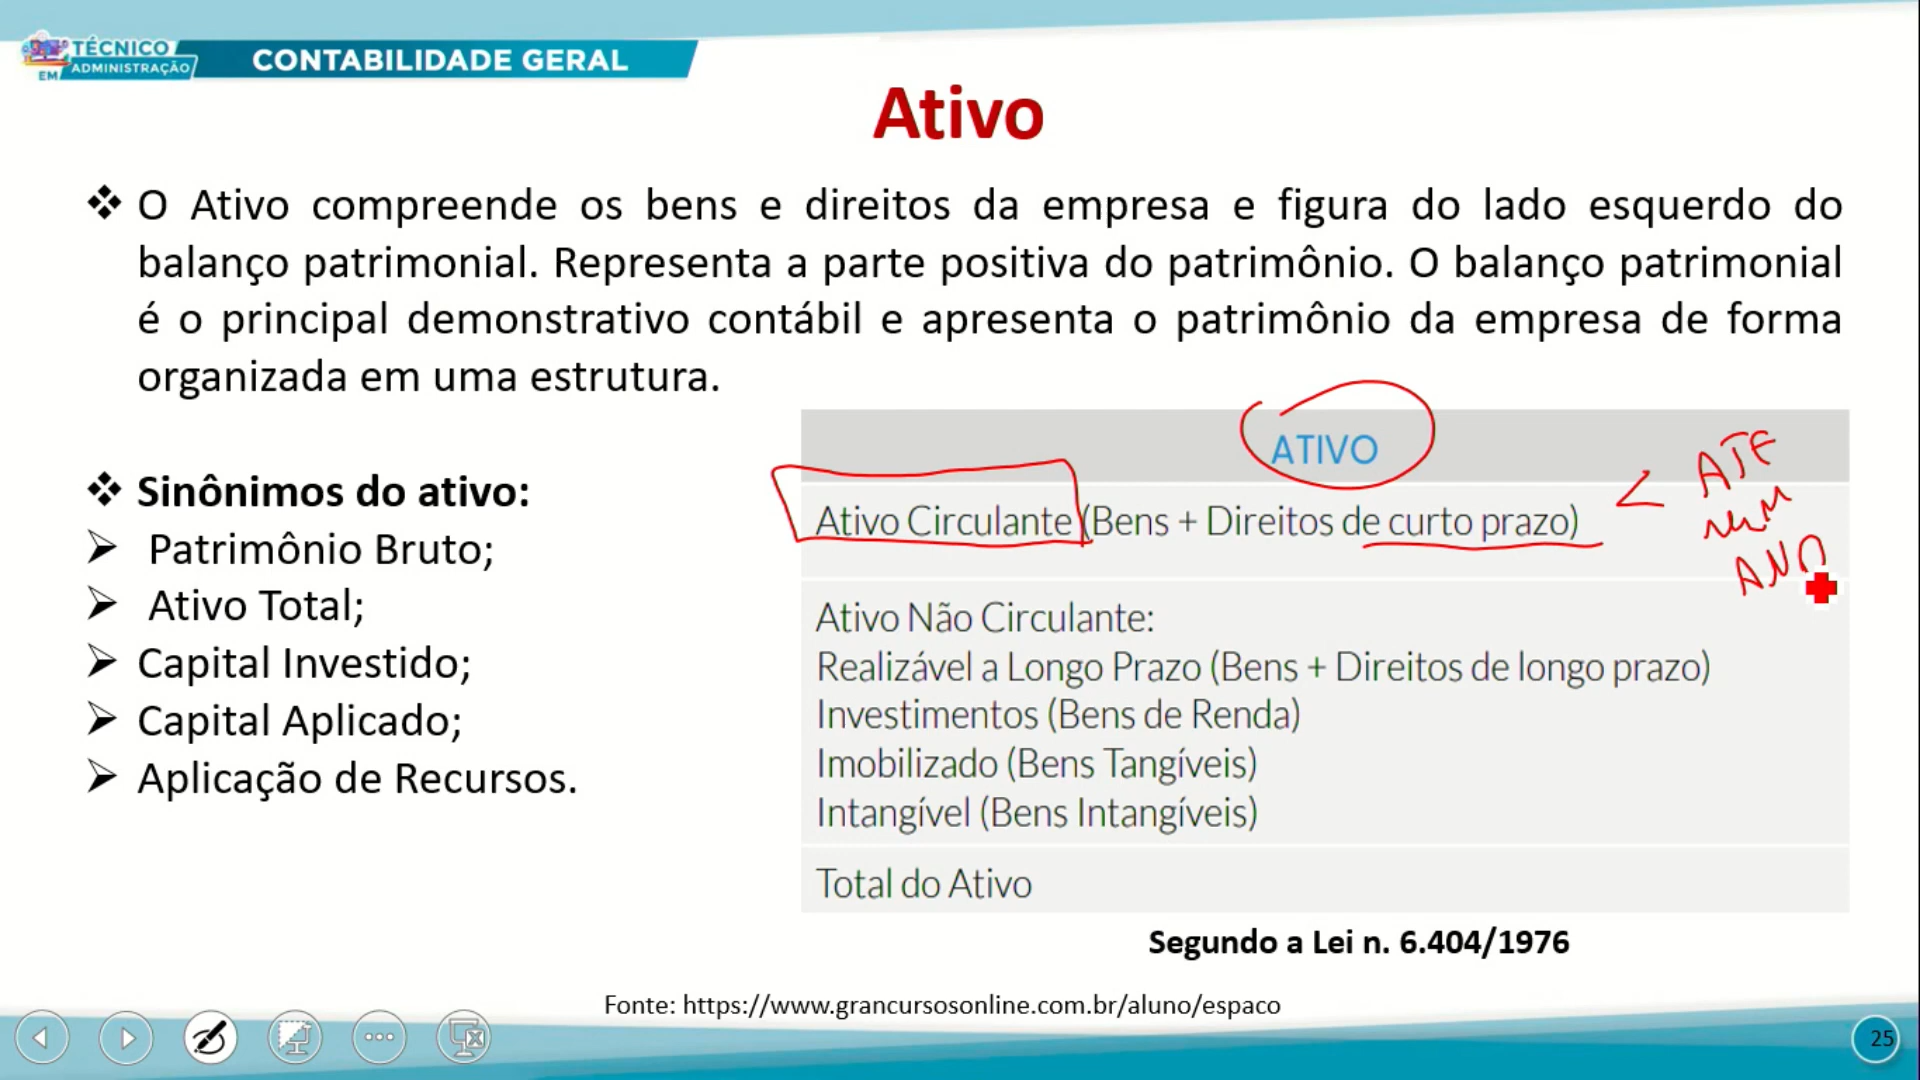 TÉCNICO
EM ADMINISTRAÇÃO
CONTABILIDADE GERAL
Ativo
❖ O Ativo compreende os bens e direitos da empresa e figura do lado esquerdo do
balanço patrimonial. Representa a parte positiva do patrimônio. O balanço patrimonial
é o principal demonstrativo contábil e apresenta o patrimônio da empresa de forma
organizada em uma estrutura.
❖ Sinônimos do ativo:
➢ Patrimônio Bruto;
➢ Ativo Total;
➢ Capital Investido;
➢ Capital Aplicado;
➢ Aplicação de Recursos.
ATIVO
Ativo Circulante (Bens + Direitos de curto prazo)
< ATE
num
ANO
Ativo Não Circulante:
Realizável a Longo Prazo (Bens + Direitos de longo prazo)
Investimentos (Bens de Renda)
Imobilizado (Bens Tangíveis)
Intangível (Bens Intangíveis)
Total do Ativo
Segundo a Lei n. 6.404/1976
Fonte: https://www.grancursosonline.com.br/aluno/espaco
25